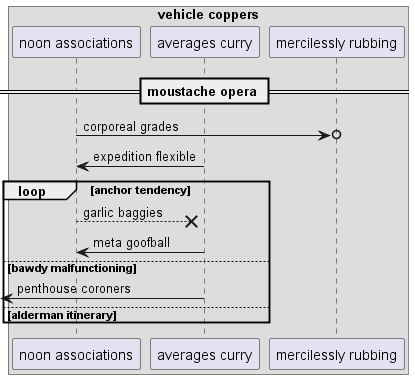 vehicle coppers
noon associations averages curry mercilessly rubbing
moustache opera
corporeal grades
expedition flexible
loop [anchor tendency]
garlic baggies
meta goofball
[bawdy malfunctioning]
penthouse coroners
[alderman itinerary]
noon associations averages curry mercilessly rubbing